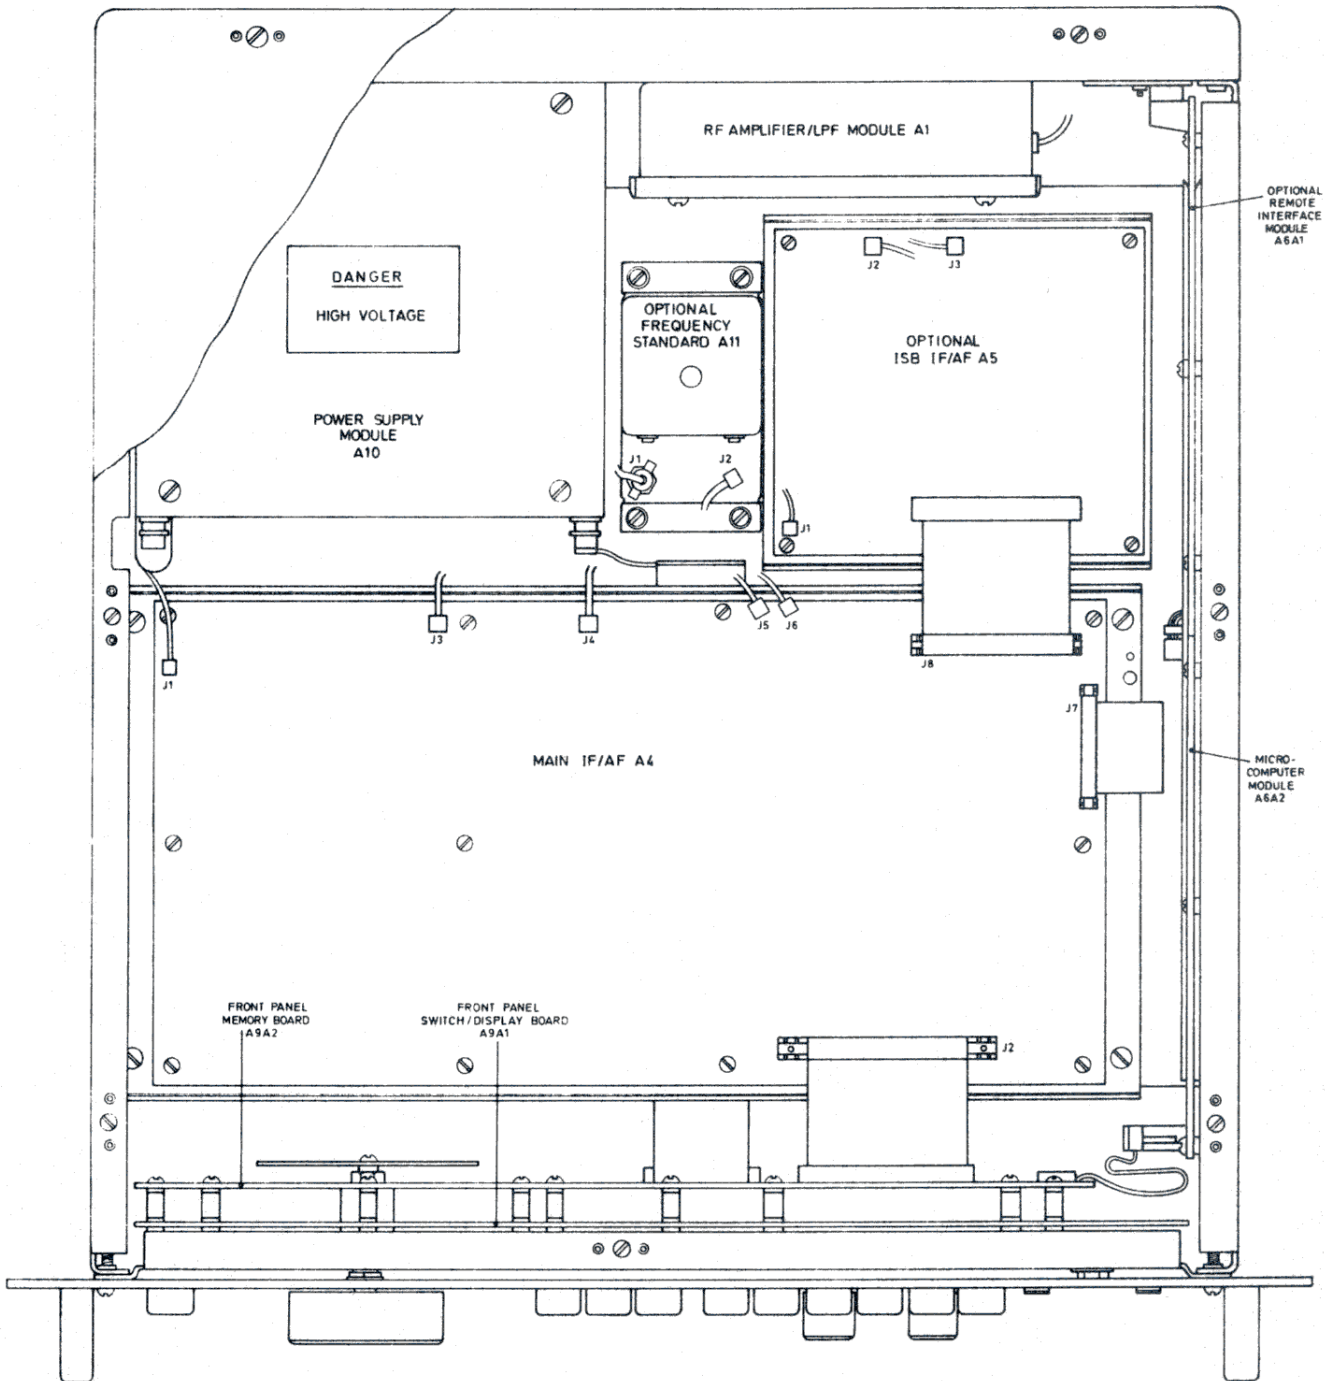 RF AMPLIFIER/LPF MODULE A1
OPTIONAL
REMOTE
INTERFACE
MODULE
A6A1
DANGER
HIGH VOLTAGE
J2
J3
OPTIONAL
FREQUENCY
STANDARD A11
OPTIONAL
ISB IF/AF A5
POWER SUPPLY
MODULE
A10
J1
J2
J1
J3
J4
J5
J6
J8
J1
J7
MAIN IF/AF A4
MICRO-
COMPUTER
MODULE
A6A2
FRONT PANEL
MEMORY BOARD
A9A2
FRONT PANEL
SWITCH/DISPLAY BOARD
A9A1
J2